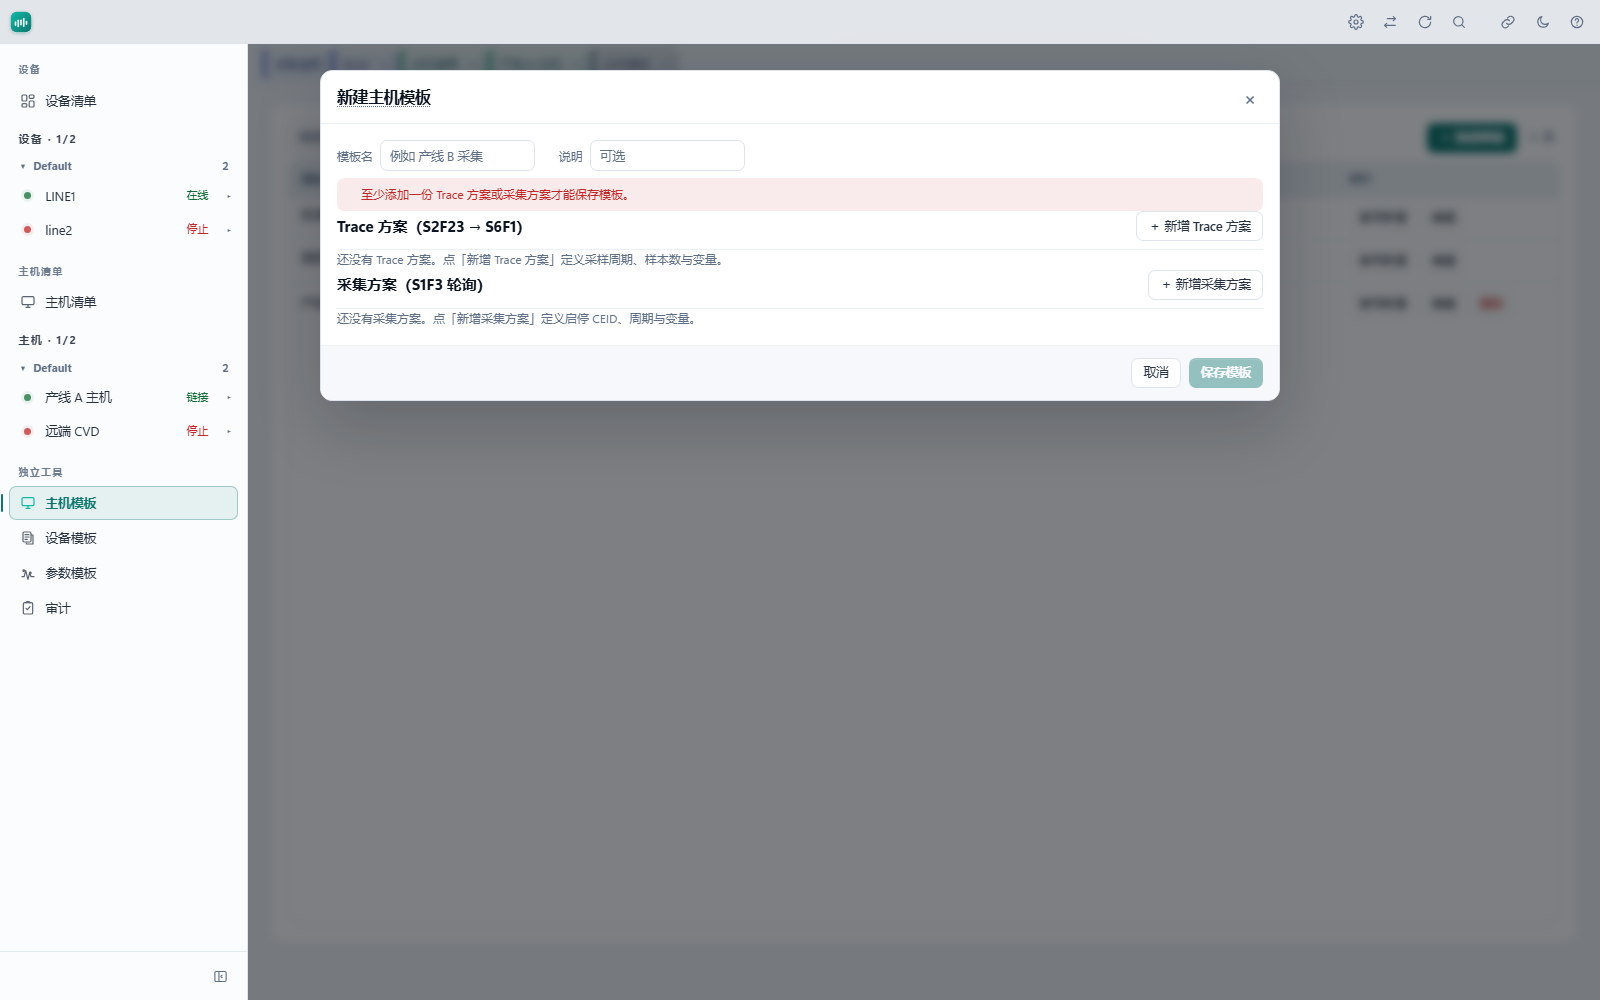 设备
设备清单
设备 · 1/2
Default 2
LINE1 在线
line2 停止
主机清单
主机清单
主机 · 1/2
Default 2
产线 A 主机 链接
远端 CVD 停止
独立工具
主机模板
设备模板
参数模板
审计
新建主机模板
模板名 例如 产线 B 采集 说明 可选
至少添加一份 Trace 方案或采集方案才能保存模板。
Trace 方案（S2F23 → S6F1） + 新增 Trace 方案
还没有 Trace 方案。点「新增 Trace 方案」定义采样周期、样本数与变量。
采集方案（S1F3 轮询） + 新增采集方案
还没有采集方案。点「新增采集方案」定义启停 CEID、周期与变量。
取消 保存模板